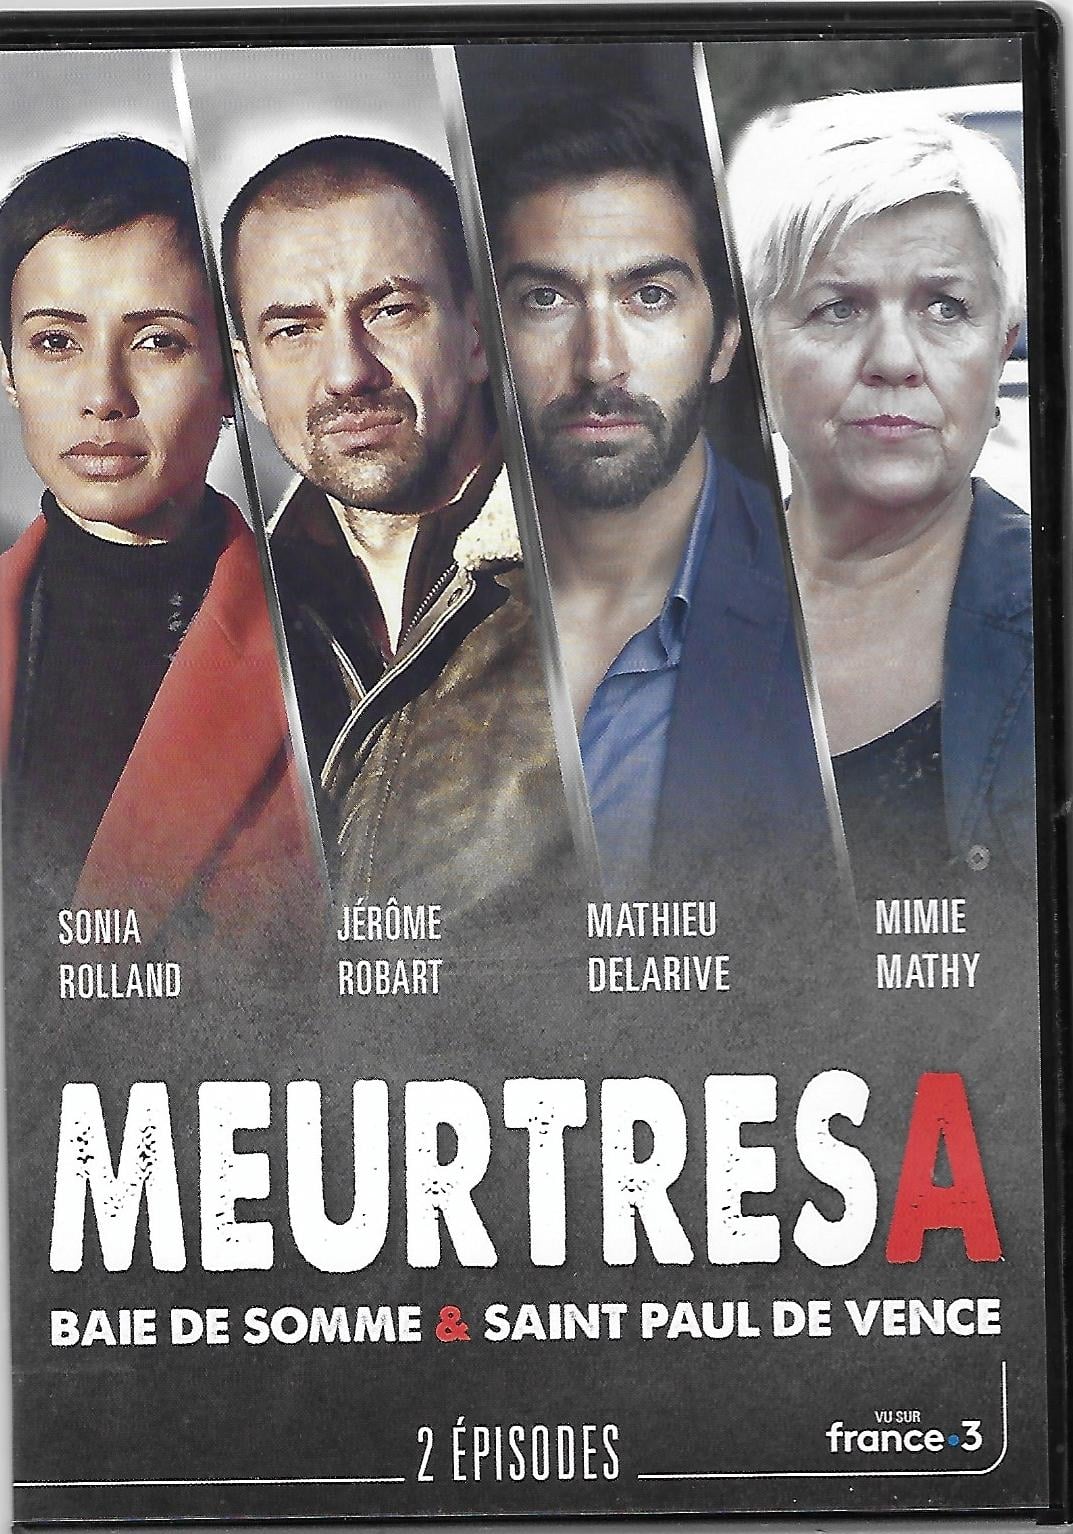 SONIA
ROLLAND
JÉRÔME
ROBART
MATHIEU
DELARIVE
MIMIE
MATHY
MEURTRES A
BAIE DE SOMME & SAINT PAUL DE VENCE
2 ÉPISODES
VU SUR
france•3